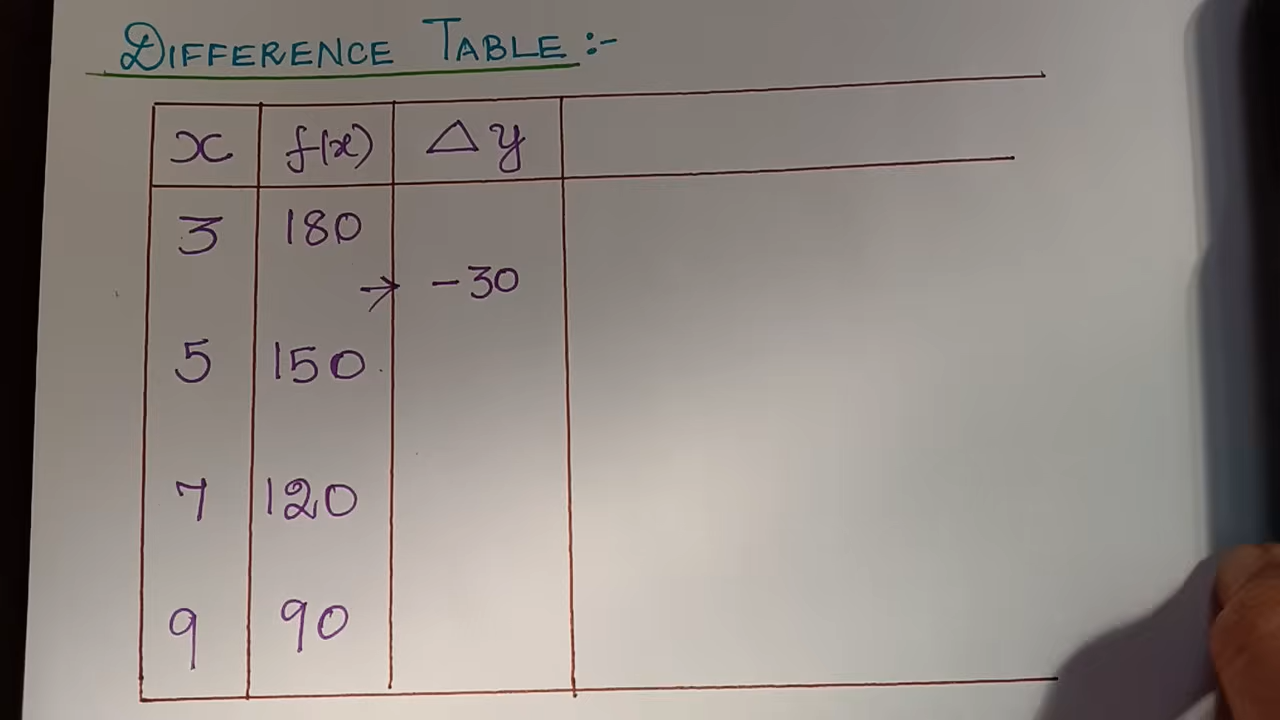 DIFFERENCE TABLE :-
x f(x) Δy
3 180
→ -30
5 150
7 120
9 90